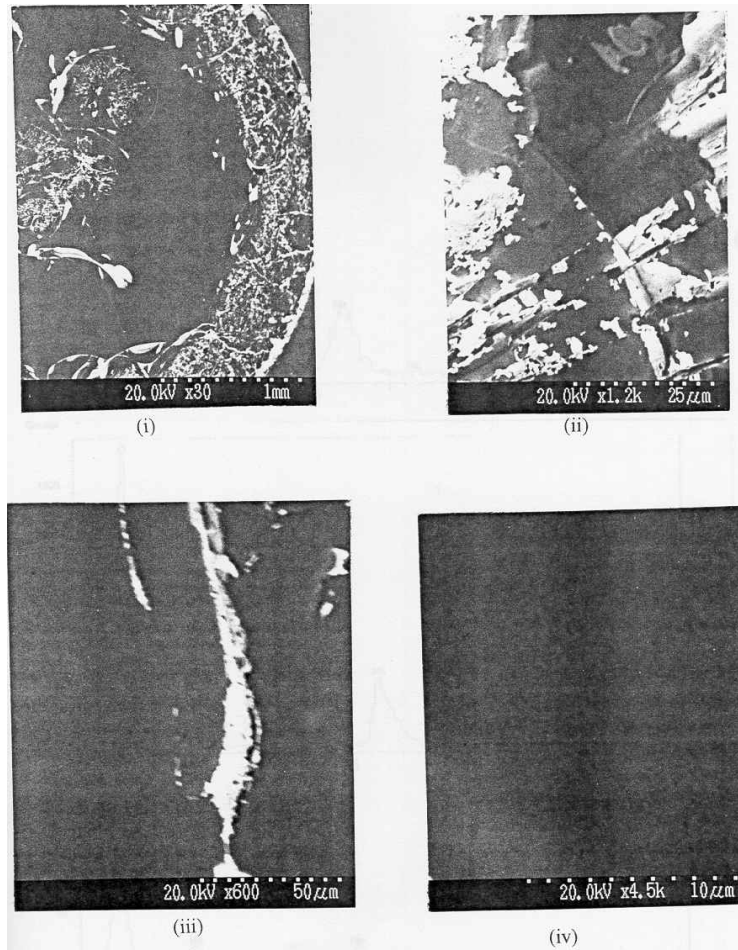 20.0kV x30 1mm
(i)
20.0kV x1.2k 25μm
(ii)
20.0kV x600 50μm
(iii)
20.0kV x4.5k 10μm
(iv)